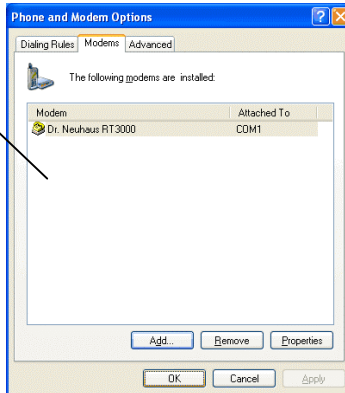 Phone and Modem Options
Dialing Rules Modems Advanced
The following modems are installed:
Modem Attached To
Dr. Neuhaus RT3000 COM1
Add... Remove Properties
OK Cancel Apply